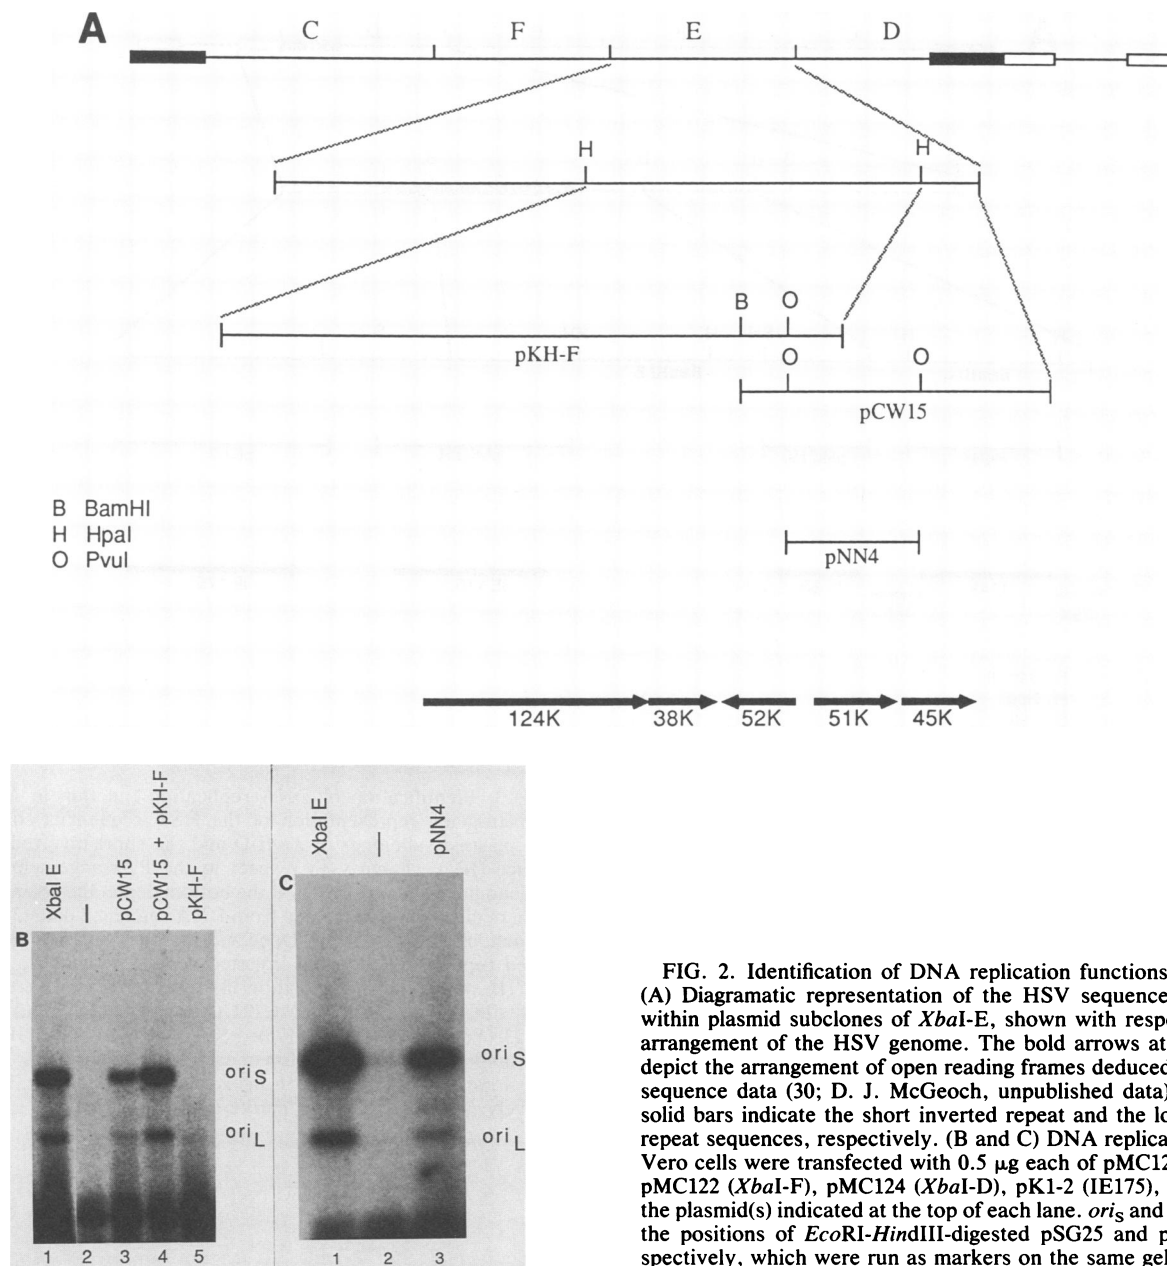 A
C F E D
H H
B O
pKH-F
O O
pCW15
B BamHI
H HpaI
O PvuI
pNN4
124K 38K 52K 51K 45K
B
XbaI E
—
pCW15
pCW15 + pKH-F
pKH-F
oriS
oriL
1 2 3 4 5
C
XbaI E
—
pNN4
oriS
oriL
1 2 3
FIG. 2. Identification of DNA replication functions
(A) Diagramatic representation of the HSV sequence
within plasmid subclones of XbaI-E, shown with respe
arrangement of the HSV genome. The bold arrows at
depict the arrangement of open reading frames deduced
sequence data (30; D. J. McGeoch, unpublished data)
solid bars indicate the short inverted repeat and the lo
repeat sequences, respectively. (B and C) DNA replica
Vero cells were transfected with 0.5 μg each of pMC12
pMC122 (XbaI-F), pMC124 (XbaI-D), pK1-2 (IE175),
the plasmid(s) indicated at the top of each lane. oriS and
the positions of EcoRI-HindIII-digested pSG25 and p
spectively, which were run as markers on the same gel